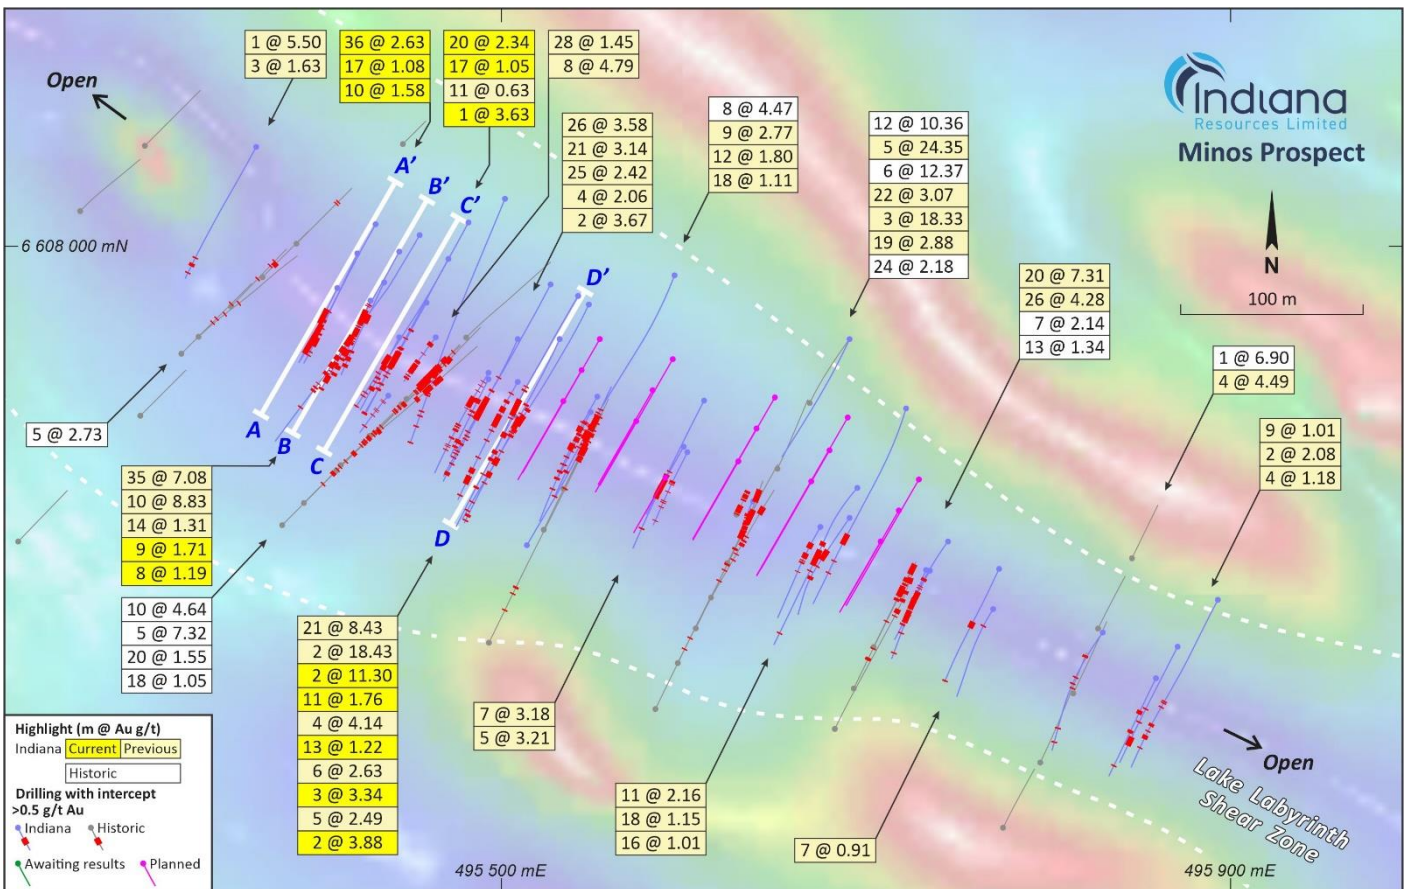 1 @ 5.50
3 @ 1.63
36 @ 2.63
17 @ 1.08
10 @ 1.58
20 @ 2.34
17 @ 1.05
11 @ 0.63
1 @ 3.63
28 @ 1.45
8 @ 4.79
26 @ 3.58
21 @ 3.14
25 @ 2.42
4 @ 2.06
2 @ 3.67
8 @ 4.47
9 @ 2.77
12 @ 1.80
18 @ 1.11
12 @ 10.36
5 @ 24.35
6 @ 12.37
22 @ 3.07
3 @ 18.33
19 @ 2.88
24 @ 2.18
Indiana
Resources Limited
Minos Prospect
N
100 m
Open
A'
B'
C'
D'
6 608 000 mN
20 @ 7.31
26 @ 4.28
7 @ 2.14
13 @ 1.34
1 @ 6.90
4 @ 4.49
9 @ 1.01
2 @ 2.08
4 @ 1.18
5 @ 2.73
A
B
C
D
35 @ 7.08
10 @ 8.83
14 @ 1.31
9 @ 1.71
8 @ 1.19
10 @ 4.64
5 @ 7.32
20 @ 1.55
18 @ 1.05
21 @ 8.43
2 @ 18.43
2 @ 11.30
11 @ 1.76
4 @ 4.14
13 @ 1.22
6 @ 2.63
3 @ 3.34
5 @ 2.49
2 @ 3.88
7 @ 3.18
5 @ 3.21
11 @ 2.16
18 @ 1.15
16 @ 1.01
7 @ 0.91
Open
Lake Labyrinth
Shear Zone
Highlight (m @ Au g/t)
Indiana Current Previous
Historic
Drilling with intercept
>0.5 g/t Au
Indiana Historic
Awaiting results Planned
495 500 mE
495 900 mE